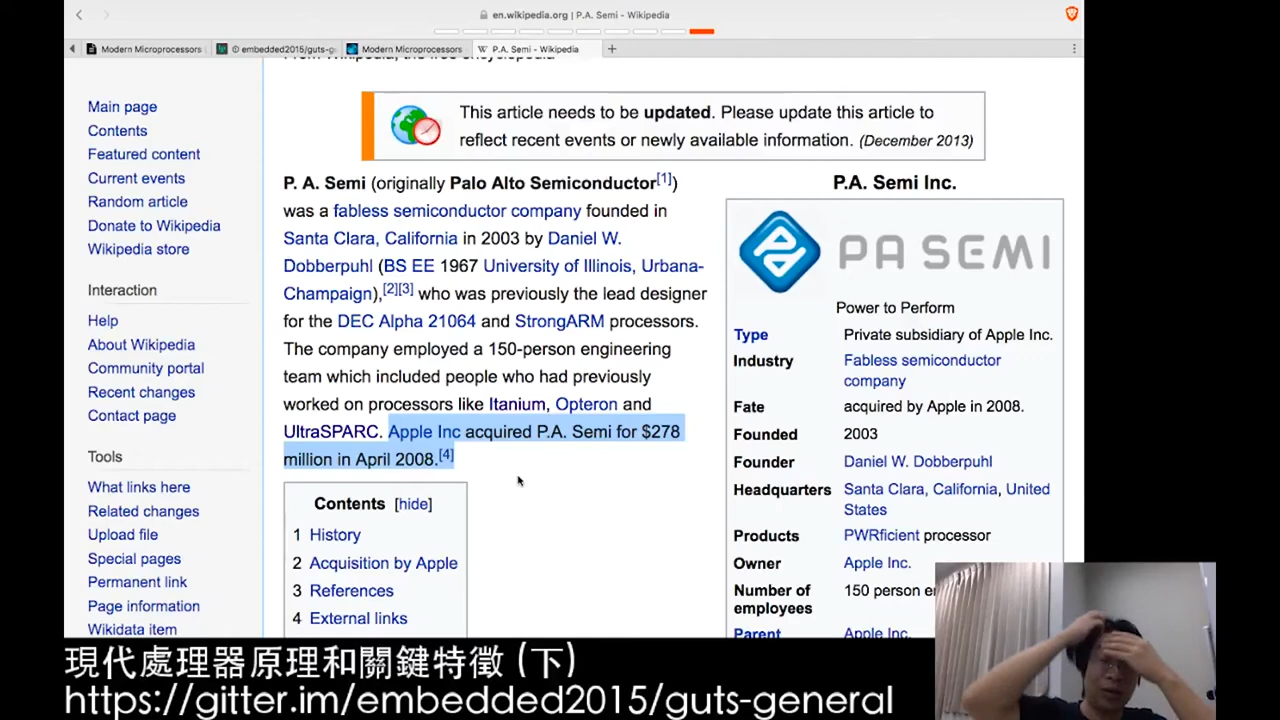 en.wikipedia.org | P.A. Semi - Wikipedia
Modern Microprocessors
© embedded2015/guts-g
Modern Microprocessors
W P.A. Semi - Wikipedia
Main page
Contents
Featured content
Current events
Random article
Donate to Wikipedia
Wikipedia store
Interaction
Help
About Wikipedia
Community portal
Recent changes
Contact page
Tools
What links here
Related changes
Upload file
Special pages
Permanent link
Page information
Wikidata item
This article needs to be updated. Please update this article to
reflect recent events or newly available information. (December 2013)
P. A. Semi (originally Palo Alto Semiconductor[1])
was a fabless semiconductor company founded in
Santa Clara, California in 2003 by Daniel W.
Dobberpuhl (BS EE 1967 University of Illinois, Urbana-
Champaign),[2][3] who was previously the lead designer
for the DEC Alpha 21064 and StrongARM processors.
The company employed a 150-person engineering
team which included people who had previously
worked on processors like Itanium, Opteron and
UltraSPARC. Apple Inc acquired P.A. Semi for $278
million in April 2008.[4]
Contents [hide]
1 History
2 Acquisition by Apple
3 References
4 External links
P.A. Semi Inc.
PA SEMI
Power to Perform
Type Private subsidiary of Apple Inc.
Industry Fabless semiconductor
company
Fate acquired by Apple in 2008.
Founded 2003
Founder Daniel W. Dobberpuhl
Headquarters Santa Clara, California, United
States
Products PWRficient processor
Owner Apple Inc.
Number of 150 person
employees
Parent Apple Inc.
現代處理器原理和關鍵特徵 (下)
https://gitter.im/embedded2015/guts-general